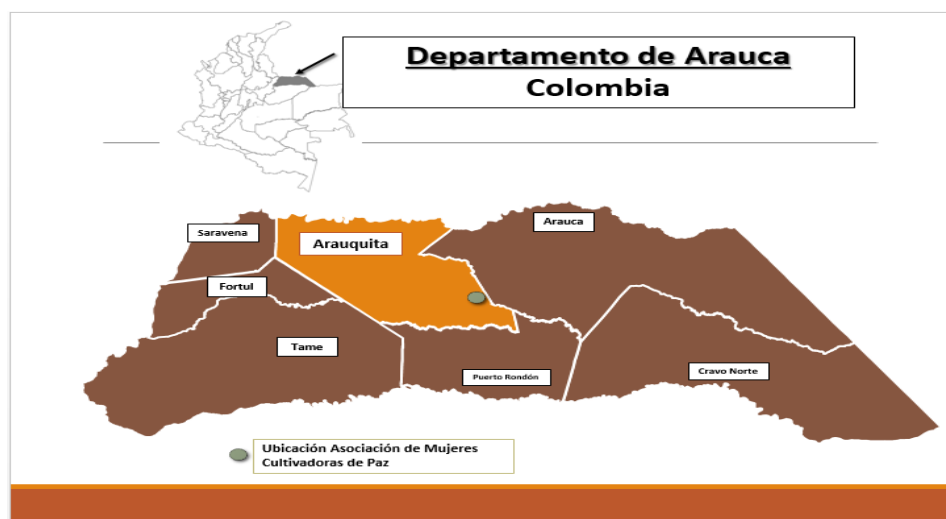 Departamento de Arauca
Colombia
Arauca
Saravena
Arauquita
Fortul
Tame
Puerto Rondón
Cravo Norte
Ubicación Asociación de Mujeres
Cultivadoras de Paz